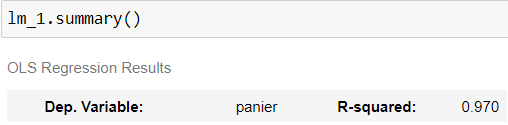 lm_1.summary()
OLS Regression Results
Dep. Variable: panier R-squared: 0.970